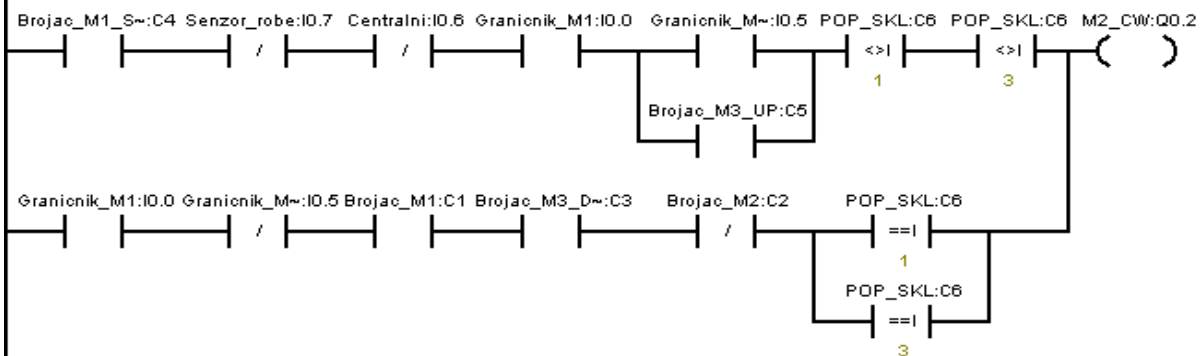 Brojac_M1_S~:C4 Senzor_robe:I0.7 Centralni:I0.6 Granicnik_M1:I0.0 Granicnik_M~:I0.5 POP_SKL:C6 POP_SKL:C6 M2_CW:Q0.2
/ / <>I <>I
1 3
Brojac_M3_UP:C5
Granicnik_M1:I0.0 Granicnik_M~:I0.5 Brojac_M1:C1 Brojac_M3_D~:C3 Brojac_M2:C2 POP_SKL:C6
/ / ==I
1
POP_SKL:C6
==I
3